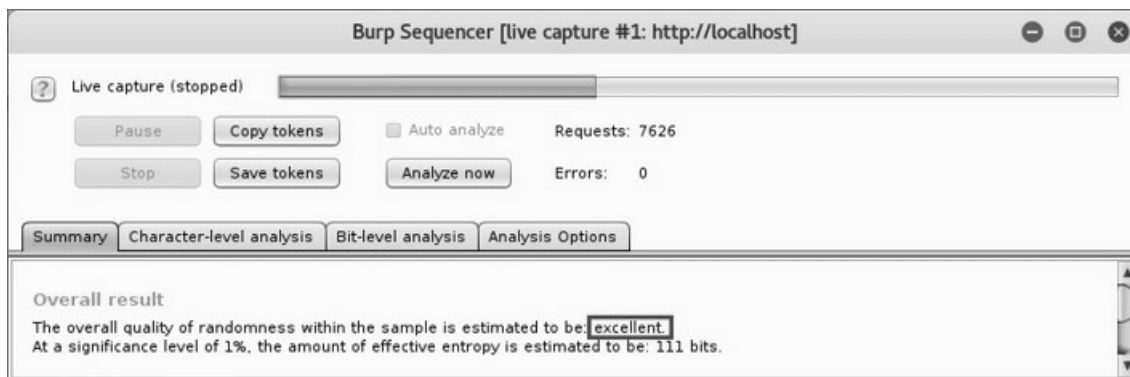 Burp Sequencer [live capture #1: http://localhost]
? Live capture (stopped)
Pause Copy tokens Auto analyze Requests: 7626
Stop Save tokens Analyze now Errors: 0
Summary Character-level analysis Bit-level analysis Analysis Options
Overall result
The overall quality of randomness within the sample is estimated to be: excellent.
At a significance level of 1%, the amount of effective entropy is estimated to be: 111 bits.